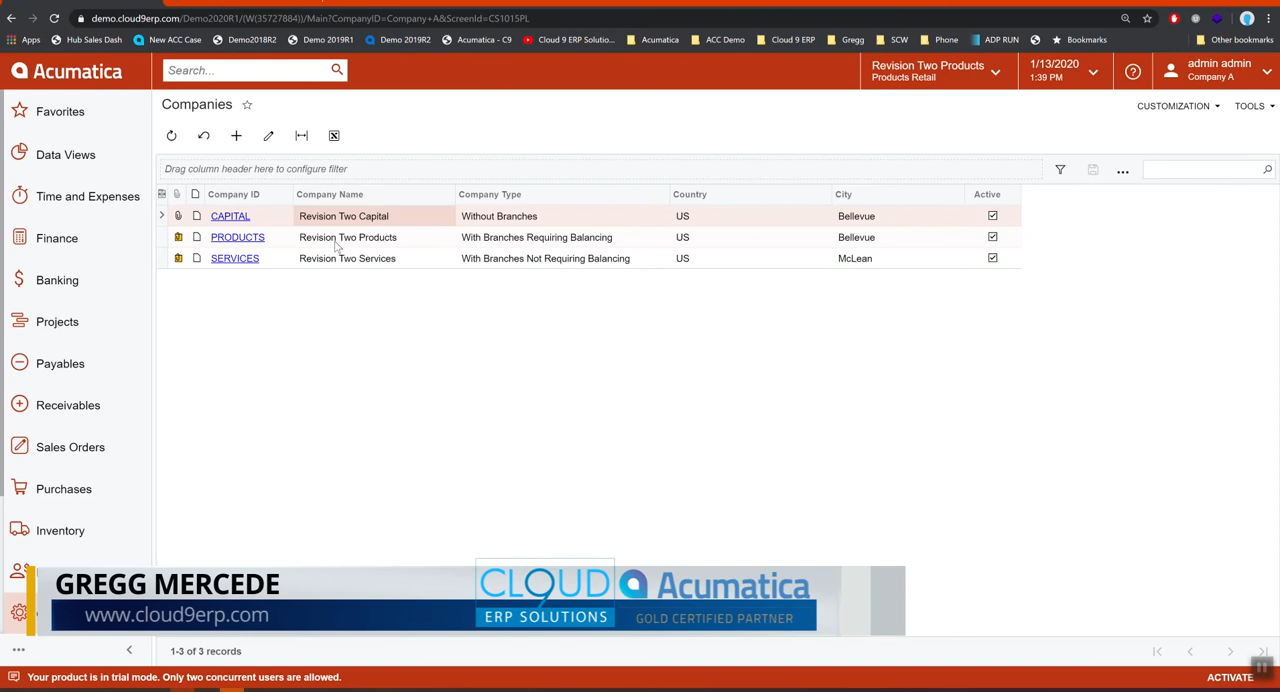 demo.cloud9erp.com/Demo2020R1/(W(35727884))/Main?CompanyID=Company+A&ScreenId=CS1015PL
Apps Hub Sales Dash New ACC Case Demo2018R2 Demo 2019R1 Demo 2019R2 Acumatica - C9 Cloud 9 ERP Solutio... Acumatica ACC Demo Cloud 9 ERP Gregg SCW Phone ADP RUN Bookmarks Other bookmarks
Acumatica
Search...
Revision Two Products
Products Retail
1/13/2020
1:39 PM
admin admin
Company A
Favorites
Data Views
Time and Expenses
Finance
Banking
Projects
Payables
Receivables
Sales Orders
Purchases
Inventory
Companies
CUSTOMIZATION TOOLS
Drag column header here to configure filter
Company ID Company Name Company Type Country City Active
CAPITAL Revision Two Capital Without Branches US Bellevue
PRODUCTS Revision Two Products With Branches Requiring Balancing US Bellevue
SERVICES Revision Two Services With Branches Not Requiring Balancing US McLean
GREGG MERCEDE
www.cloud9erp.com
CLOUD 9
ERP SOLUTIONS
Acumatica
GOLD CERTIFIED PARTNER
1-3 of 3 records
Your product is in trial mode. Only two concurrent users are allowed.
ACTIVATE